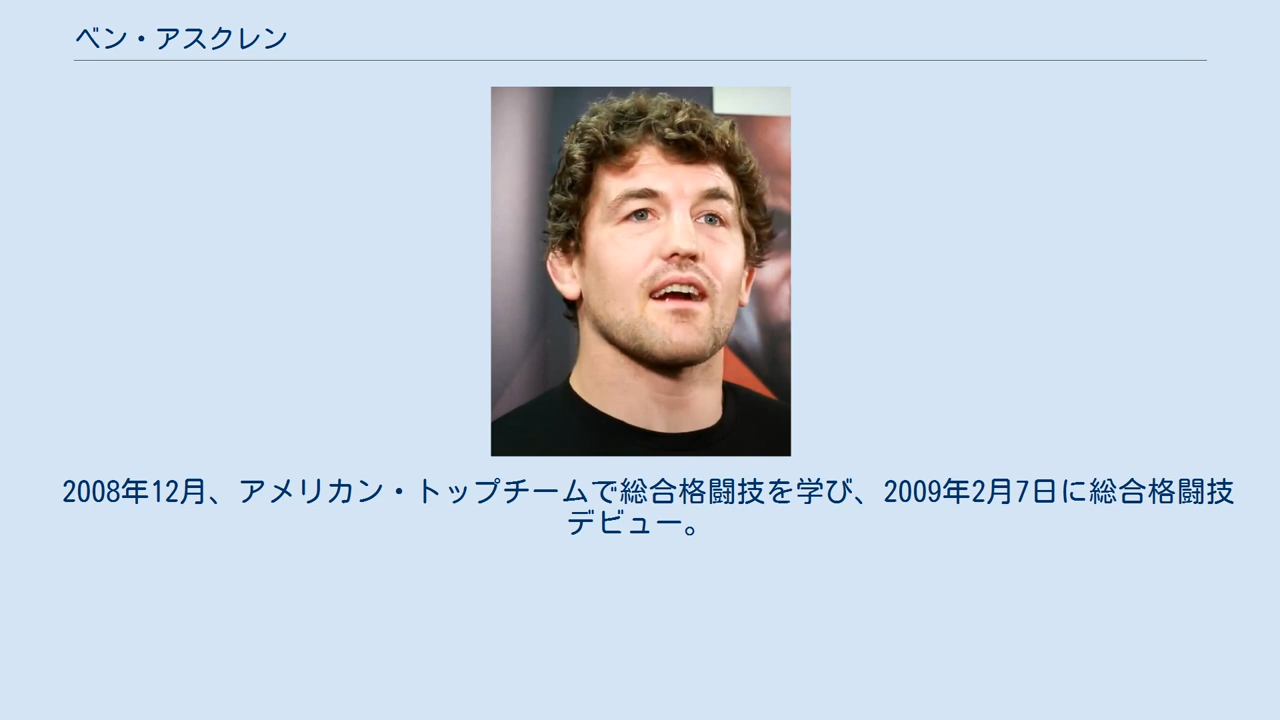 ベン・アスクレン
2008年12月、アメリカン・トップチームで総合格闘技を学び、2009年2月7日に総合格闘技
デビュー。